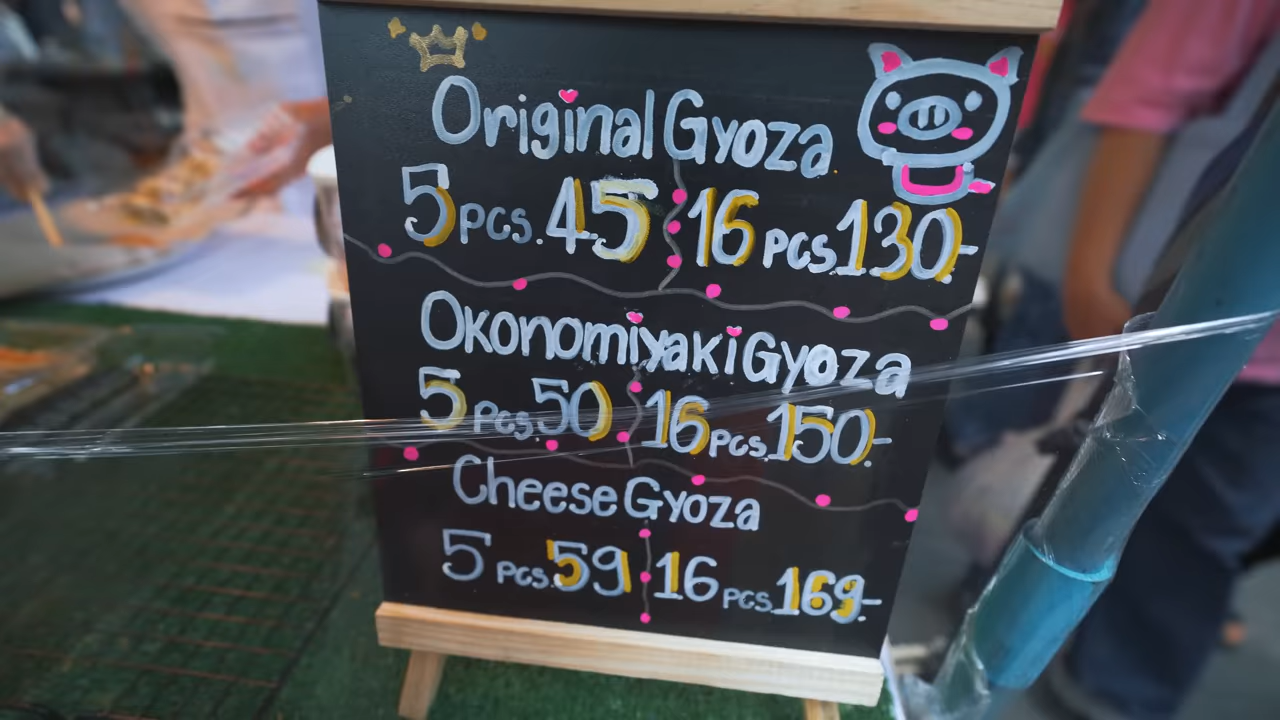 Original Gyoza
5 pcs. 45 16 pcs. 130-
Okonomiyaki Gyoza
5 pcs. 50 16 pcs. 150.-
Cheese Gyoza
5 pcs. 59 16 pcs. 169.-